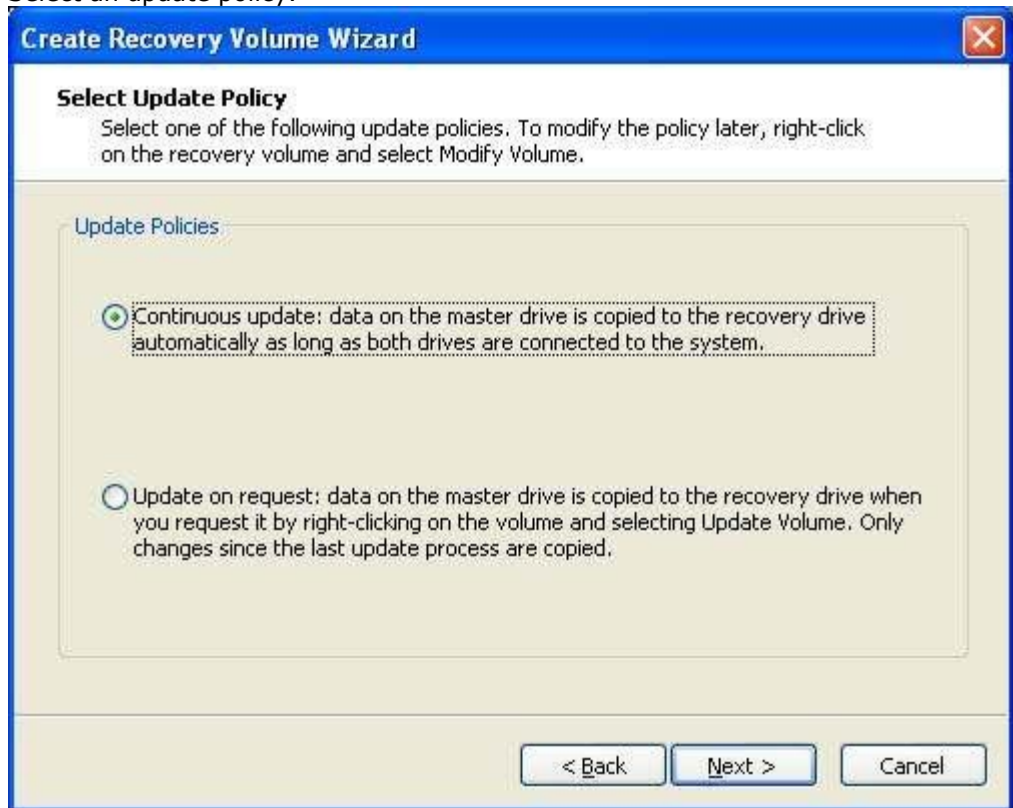 Select an update policy.
Create Recovery Volume Wizard
Select Update Policy
Select one of the following update policies. To modify the policy later, right-click
on the recovery volume and select Modify Volume.
Update Policies
Continuous update: data on the master drive is copied to the recovery drive
automatically as long as both drives are connected to the system.
Update on request: data on the master drive is copied to the recovery drive when
you request it by right-clicking on the volume and selecting Update Volume. Only
changes since the last update process are copied.
< Back
Next >
Cancel